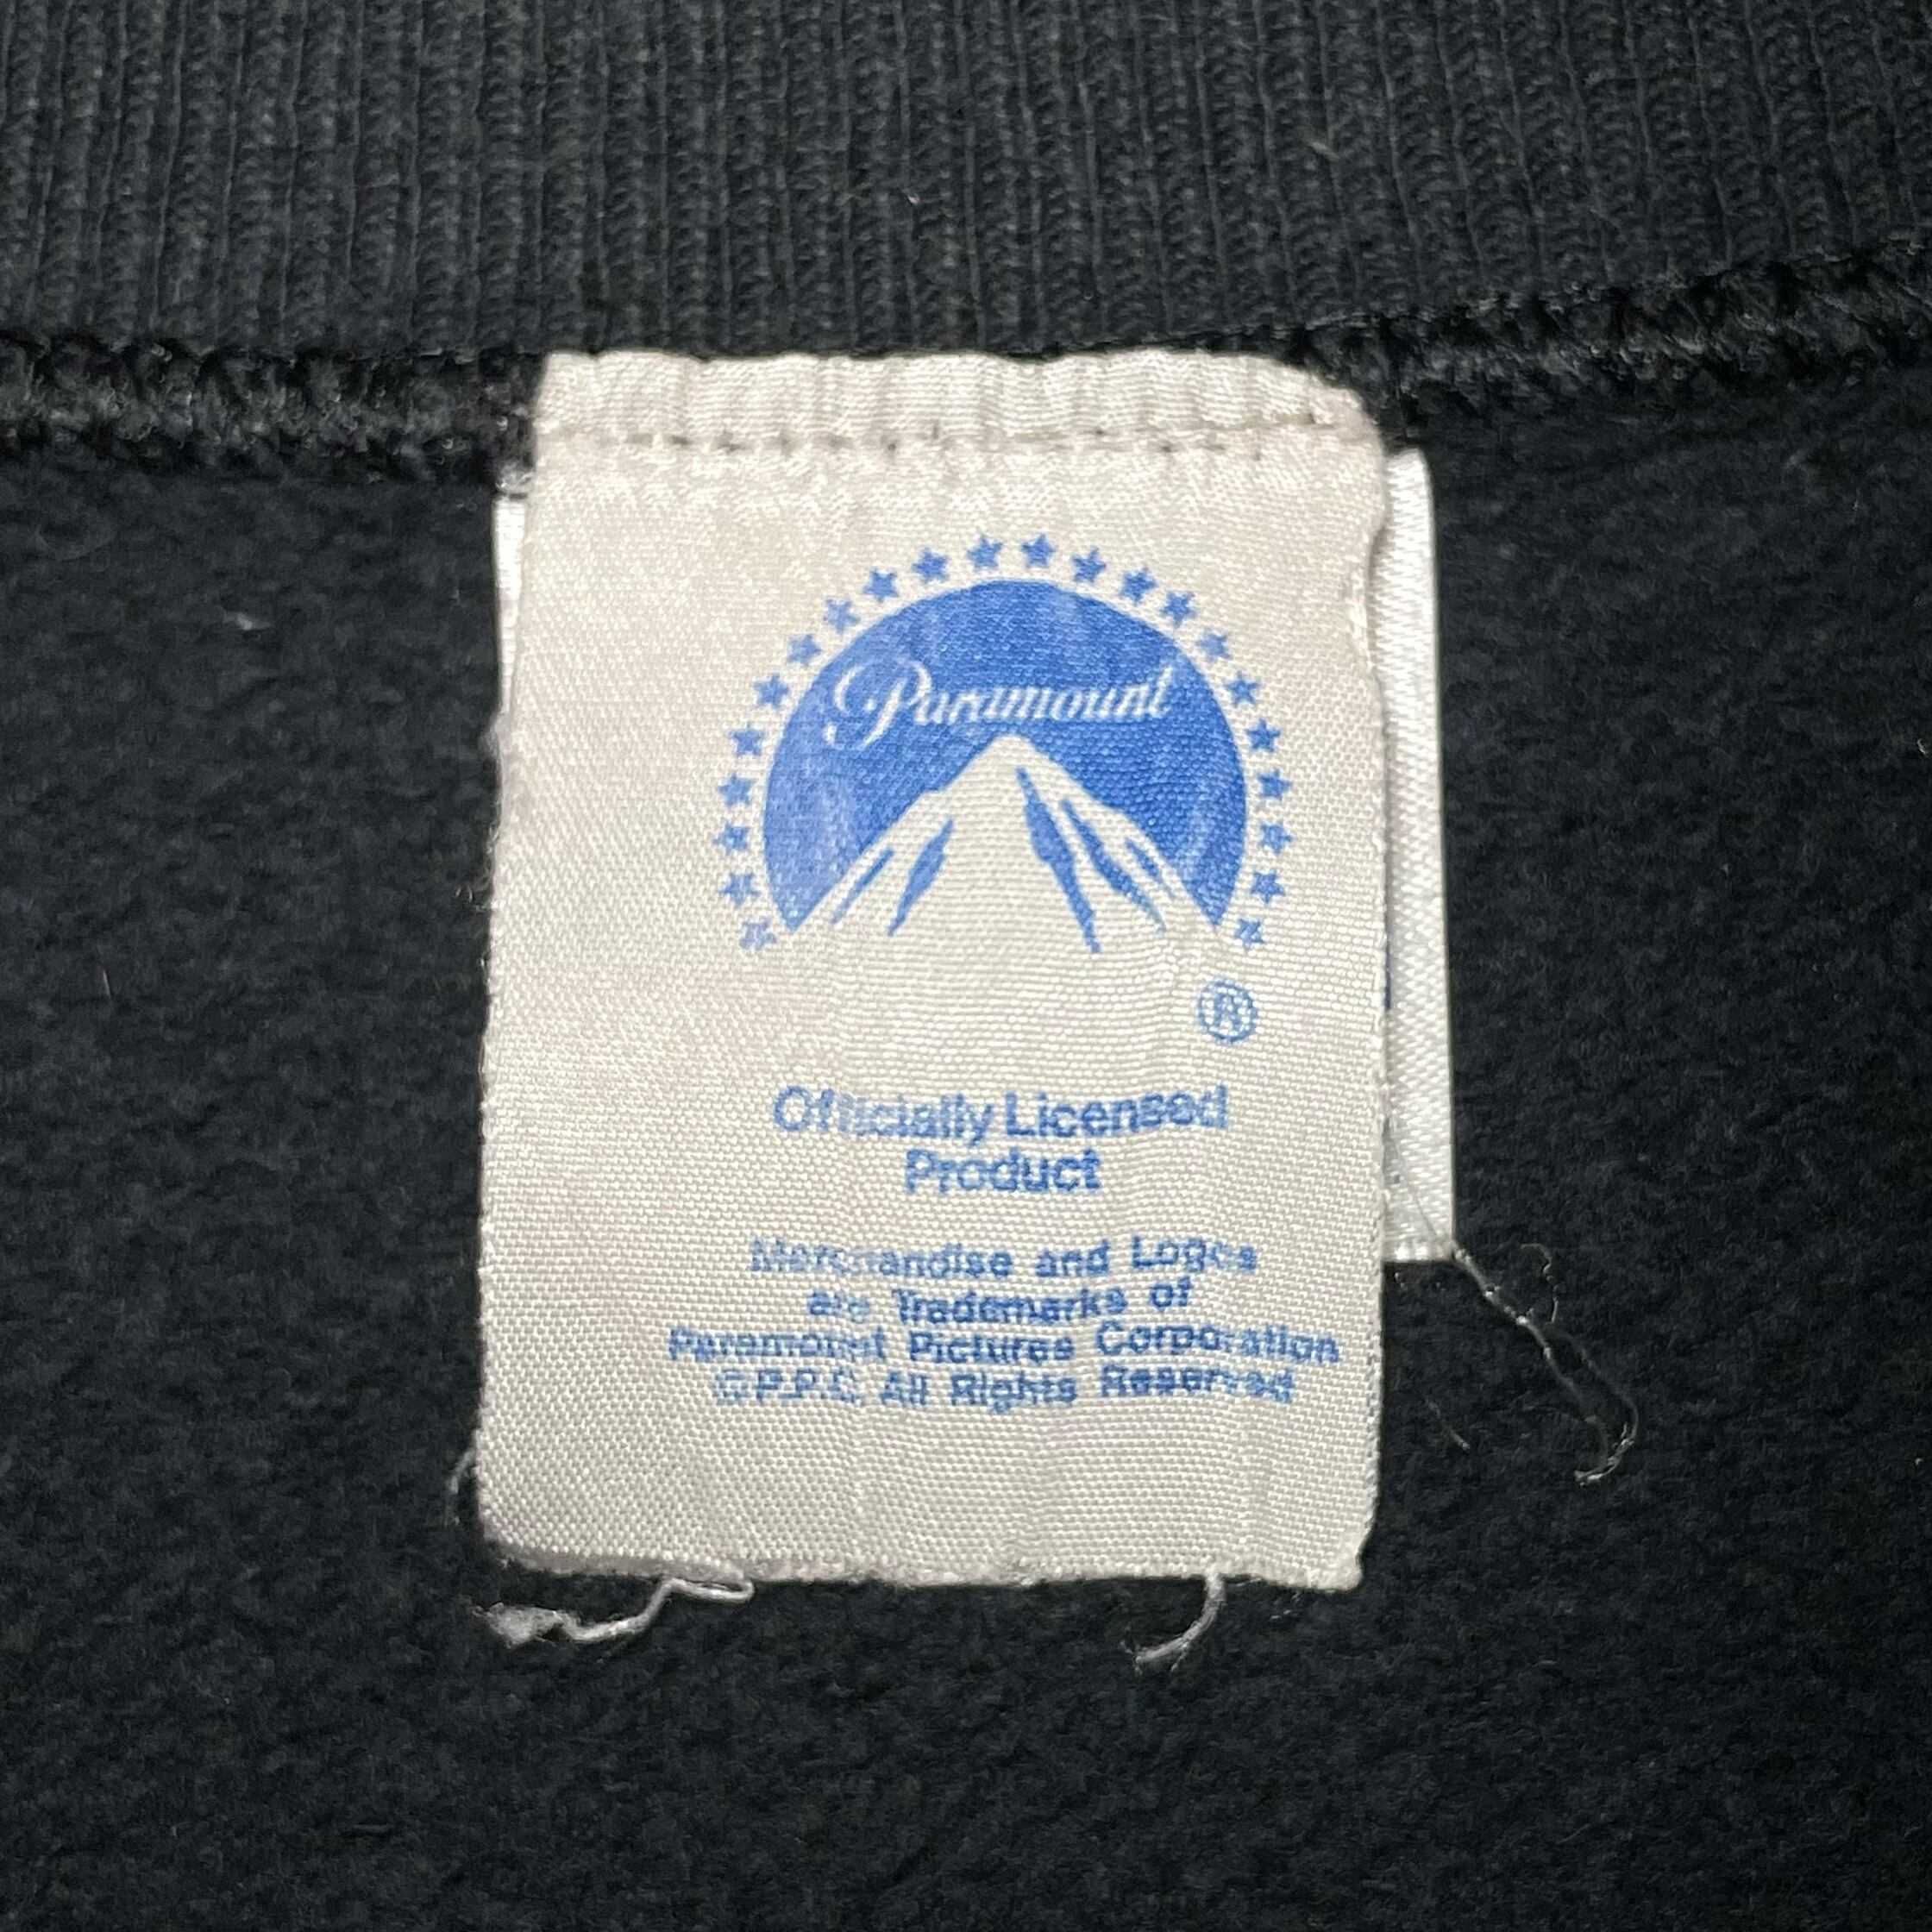 Paramount
®
Officially Licensed
Product
Merchandise and Logos
are Trademarks of
Paramount Pictures Corporation
© P.P.C. All Rights Reserved